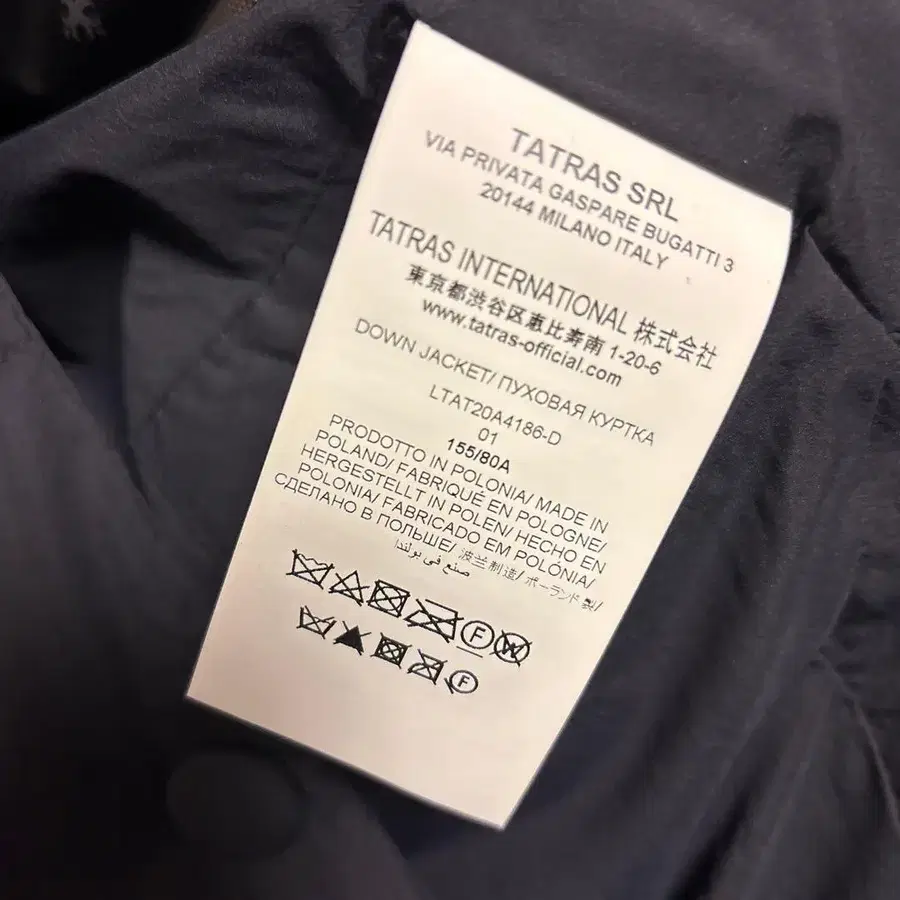 TATRAS SRL
VIA PRIVATA GASPARE BUGATTI 3
20144 MILANO ITALY
TATRAS INTERNATIONAL 株式会社
東京都渋谷区恵比寿南 1-20-6
www.tatras-official.com
DOWN JACKET/ ПУХОВАЯ КУРТКА
LTAT20A4186-D
01
155/80A
PRODOTTO IN POLONIA/ MADE IN
POLAND/ FABRIQUÉ EN POLOGNE/
HERGESTELLT IN POLEN/ HECHO EN
POLONIA/ FABRICADO EM POLÓNIA/
СДЕЛАНО В ПОЛЬШЕ/ 波兰制造/ ポーランド製/
صنع في بولندا
F W
F